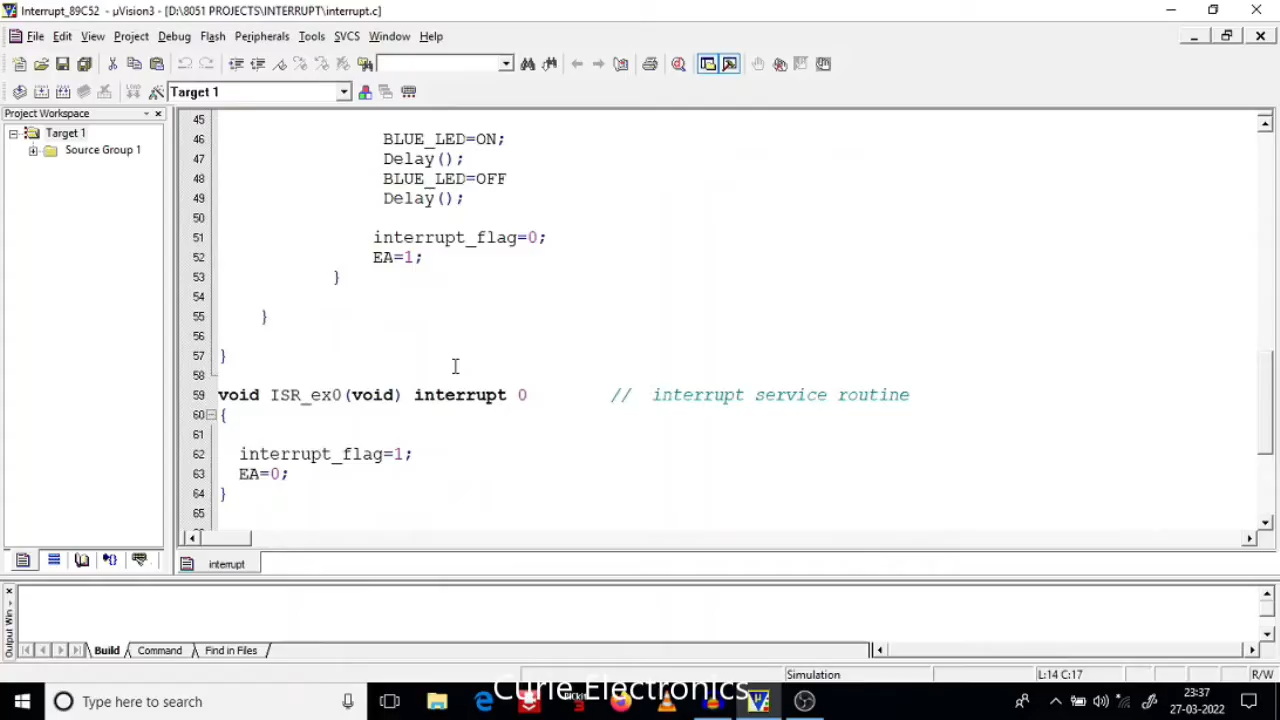 Interrupt_89C52 - µVision3 - [D:\8051 PROJECTS\INTERRUPT\interrupt.c]
File Edit View Project Debug Flash Peripherals Tools SVCS Window Help
Target 1
Project Workspace
Target 1
Source Group 1
45
46 BLUE_LED=ON;
47 Delay();
48 BLUE_LED=OFF
49 Delay();
50
51 interrupt_flag=0;
52 EA=1;
53 }
54
55 }
56
57 }
58
59 void ISR_ex0(void) interrupt 0 // interrupt service routine
60 {
61
62 interrupt_flag=1;
63 EA=0;
64 }
65
interrupt
Output Win
Build Command Find in Files
Simulation L:14 C:17 R/W
Curie Electronics
Type here to search
23:37
27-03-2022